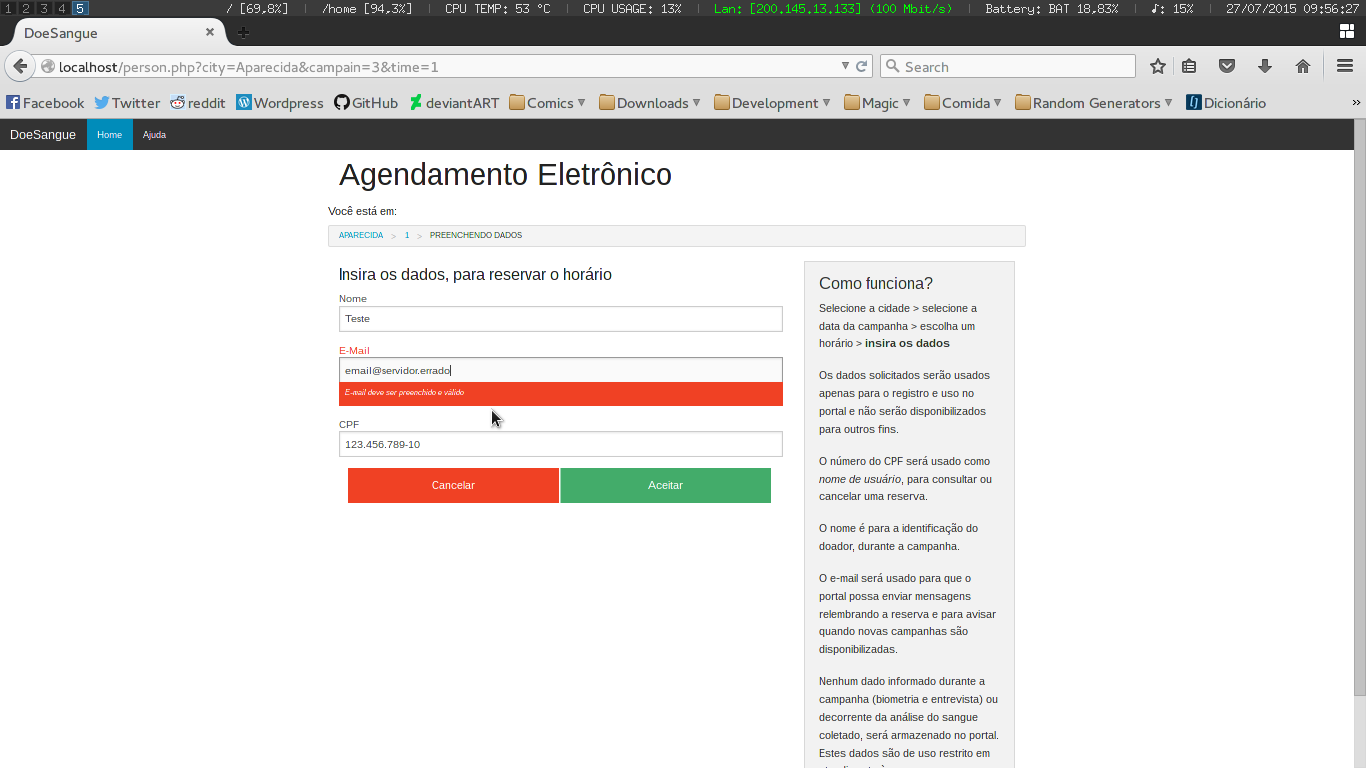 1 2 3 4 5 / [69,8%] | /home [94,3%] | CPU TEMP: 53 °C | CPU USAGE: 13% | Lan: [200.145.13.133] (100 Mbit/s) | Battery: BAT 18,83% | ♪: 15% | 27/07/2015 09:56:27
DoeSangue
localhost/person.php?city=Aparecida&campain=3&time=1
Search
Facebook Twitter reddit Wordpress GitHub deviantART Comics Downloads Development Magic Comida Random Generators Dicionário »
DoeSangue Home Ajuda
Agendamento Eletrônico
Você está em:
APARECIDA > 1 > PREENCHENDO DADOS
Insira os dados, para reservar o horário
Nome
Teste
E-Mail
email@servidor.errado
E-mail deve ser preenchido e válido
CPF
123.456.789-10
Cancelar Aceitar
Como funciona?
Selecione a cidade > selecione a
data da campanha > escolha um
horário > insira os dados
Os dados solicitados serão usados
apenas para o registro e uso no
portal e não serão disponibilizados
para outros fins.
O número do CPF será usado como
nome de usuário, para consultar ou
cancelar uma reserva.
O nome é para a identificação do
doador, durante a campanha.
O e-mail será usado para que o
portal possa enviar mensagens
relembrando a reserva e para avisar
quando novas campanhas são
disponibilizadas.
Nenhum dado informado durante a
campanha (biometria e entrevista) ou
decorrente da análise do sangue
coletado, será armazenado no portal.
Estes dados são de uso restrito em